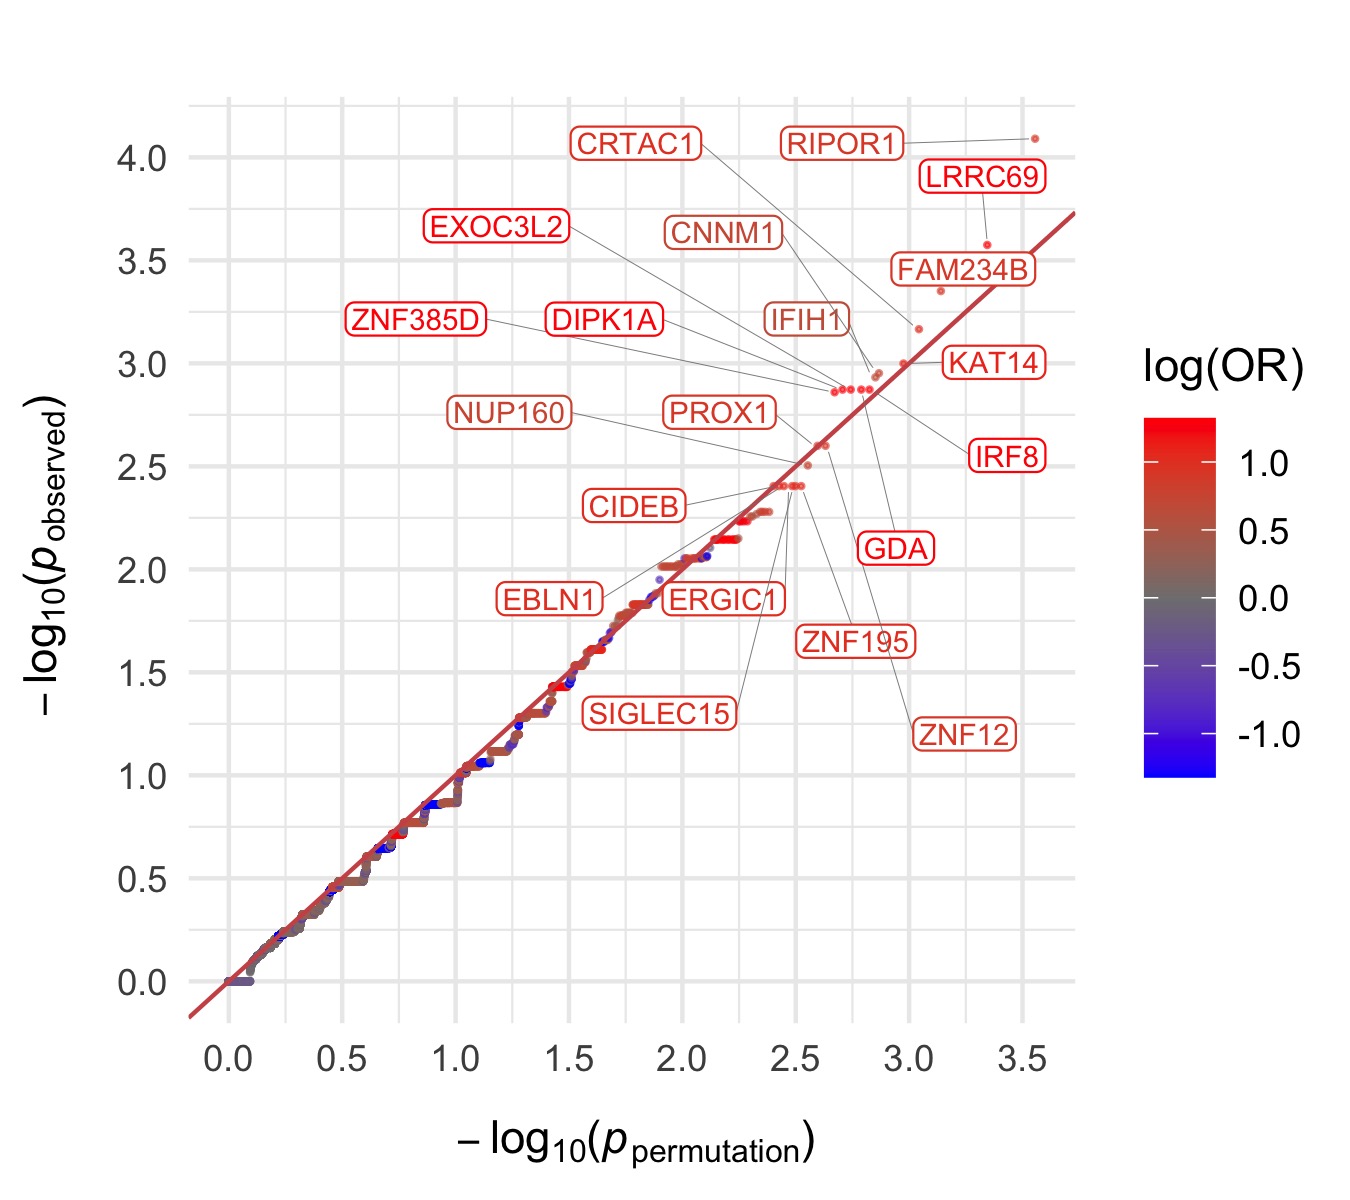 CRTAC1
RIPOR1
LRRC69
EXOC3L2
CNNM1
FAM234B
ZNF385D
DIPK1A
IFIH1
KAT14
NUP160
PROX1
IRF8
CIDEB
GDA
EBLN1
ERGIC1
ZNF195
SIGLEC15
ZNF12
4.0
3.5
3.0
2.5
2.0
1.5
1.0
0.5
0.0
0.0 0.5 1.0 1.5 2.0 2.5 3.0 3.5
− log10(p permutation)
− log10(p observed)
log(OR)
1.0
0.5
0.0
-0.5
-1.0